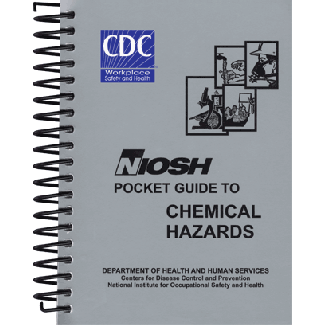 CDC
Workplace
Safety and Health
NIOSH
POCKET GUIDE TO
CHEMICAL
HAZARDS
DEPARTMENT OF HEALTH AND HUMAN SERVICES
Centers for Disease Control and Prevention
National Institute for Occupational Safety and Health